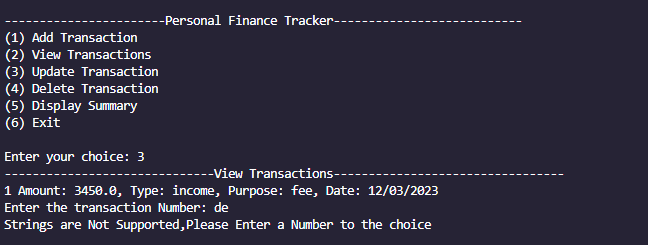 -----------------------Personal Finance Tracker---------------------------
(1) Add Transaction
(2) View Transactions
(3) Update Transaction
(4) Delete Transaction
(5) Display Summary
(6) Exit
Enter your choice: 3
------------------------------View Transactions---------------------------------
1 Amount: 3450.0, Type: income, Purpose: fee, Date: 12/03/2023
Enter the transaction Number: de
Strings are Not Supported,Please Enter a Number to the choice